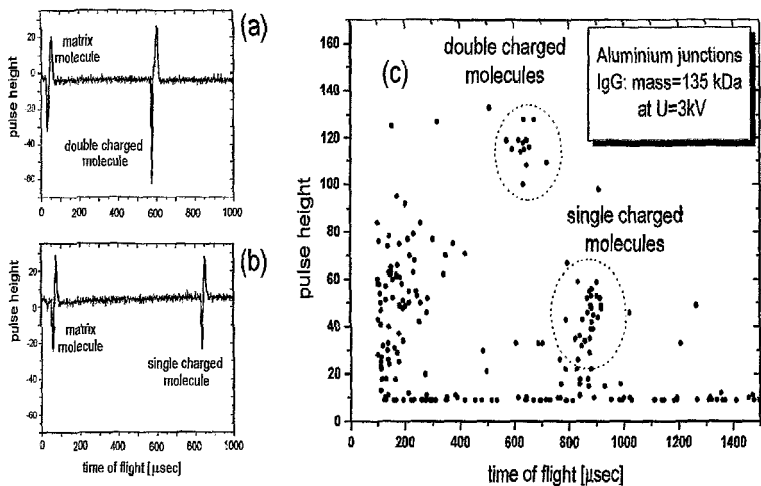 (a)
pulse height
20
0
-20
-40
-60
-80
0 200 400 600 800 1000
matrix
molecule
double charged
molecule
(b)
pulse height
20
0
-20
-40
-60
0 200 400 600 800 1000
matrix
molecule
single charged
molecule
time of flight [μsec]
(c)
pulse height
160
140
120
100
80
60
40
20
0
0 200 400 600 800 1000 1400
double charged
molecules
Aluminium junctions
IgG: mass=135 kDa
at U=3kV
single charged
molecules
time of flight [μsec]